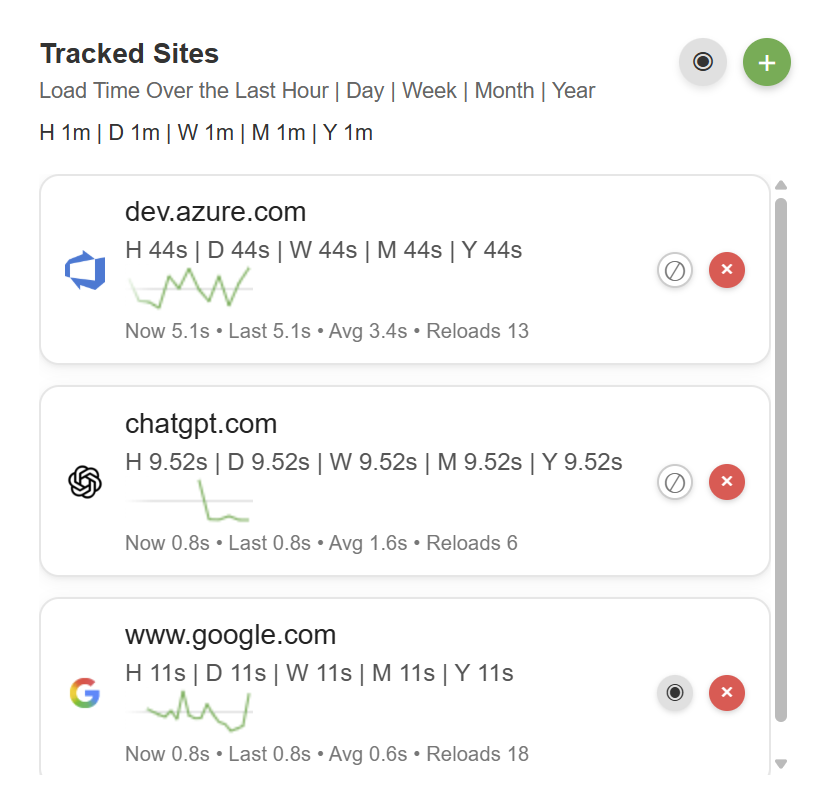 Tracked Sites
Load Time Over the Last Hour | Day | Week | Month | Year
H 1m | D 1m | W 1m | M 1m | Y 1m
dev.azure.com
H 44s | D 44s | W 44s | M 44s | Y 44s
Now 5.1s • Last 5.1s • Avg 3.4s • Reloads 13
chatgpt.com
H 9.52s | D 9.52s | W 9.52s | M 9.52s | Y 9.52s
Now 0.8s • Last 0.8s • Avg 1.6s • Reloads 6
www.google.com
H 11s | D 11s | W 11s | M 11s | Y 11s
Now 0.8s • Last 0.8s • Avg 0.6s • Reloads 18